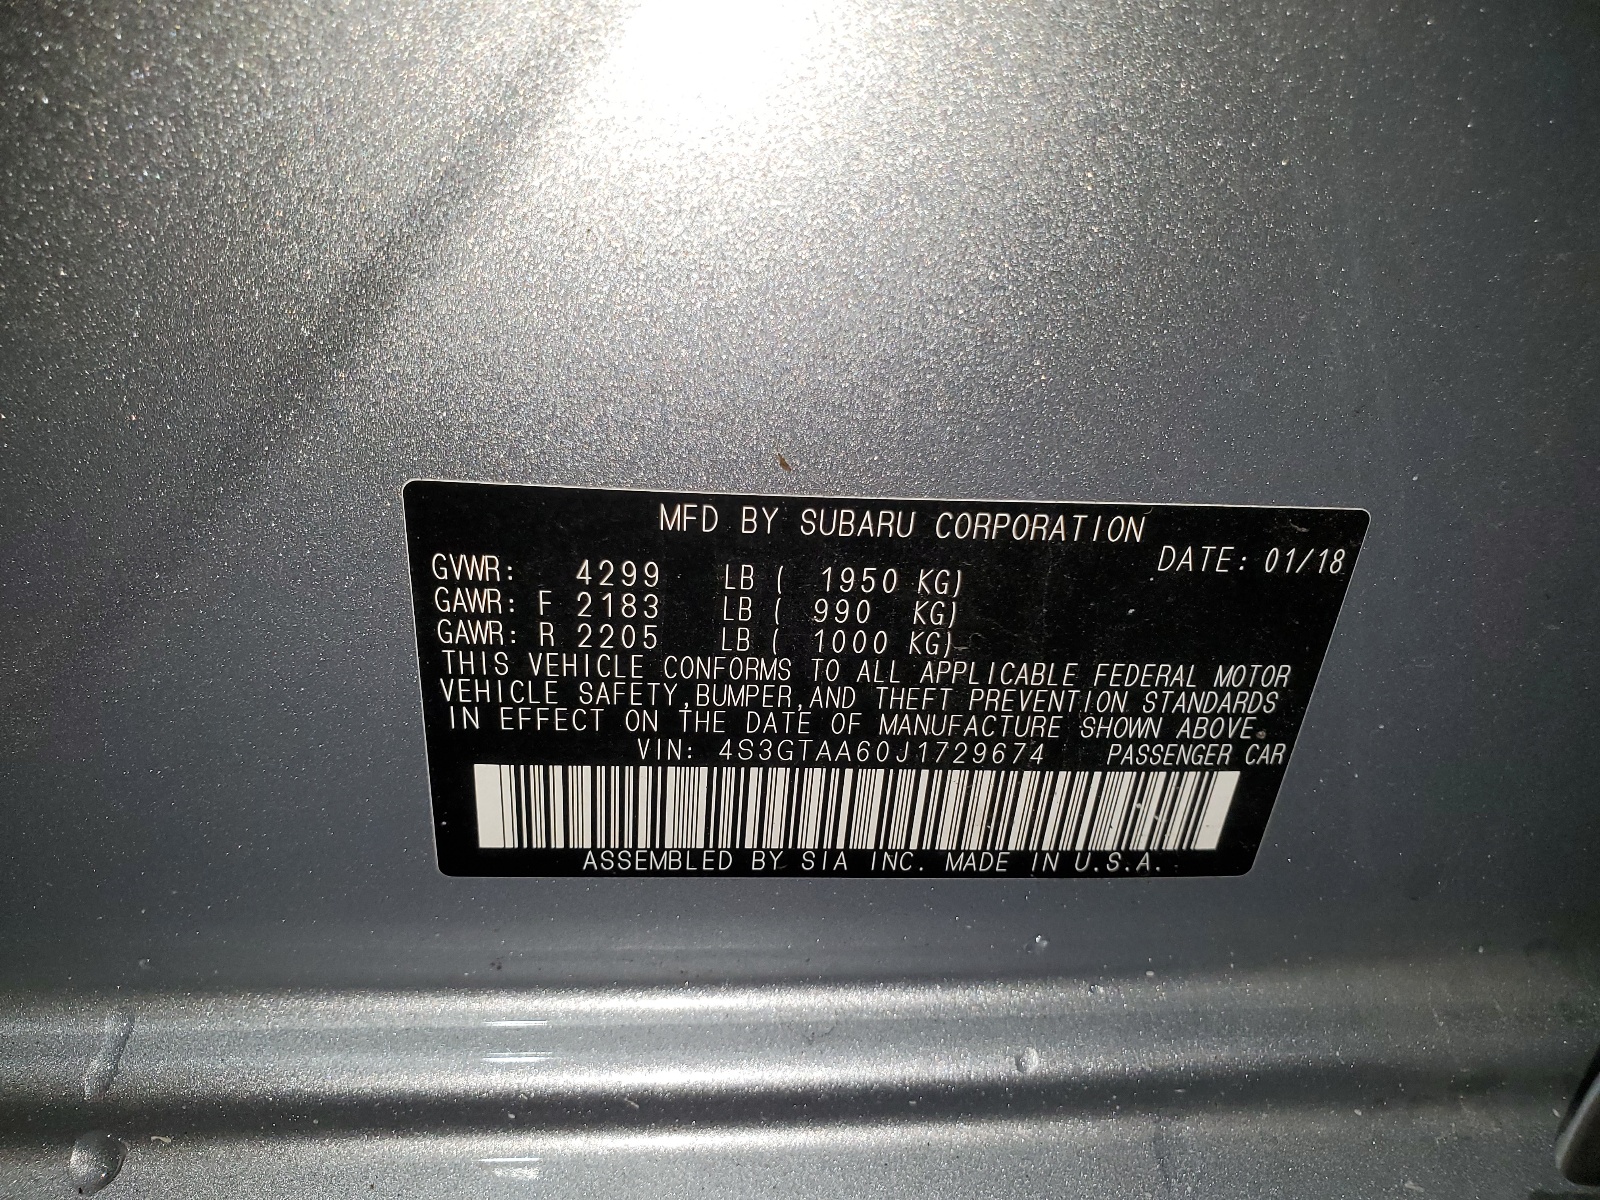 MFD BY SUBARU CORPORATION
DATE: 01/18
GVWR: 4299 LB ( 1950 KG)
GAWR: F 2183 LB ( 990 KG)
GAWR: R 2205 LB ( 1000 KG)
THIS VEHICLE CONFORMS TO ALL APPLICABLE FEDERAL MOTOR
VEHICLE SAFETY,BUMPER,AND THEFT PREVENTION STANDARDS
IN EFFECT ON THE DATE OF MANUFACTURE SHOWN ABOVE.
VIN: 4S3GTAA60J1729674 PASSENGER CAR
ASSEMBLED BY SIA INC. MADE IN U.S.A.